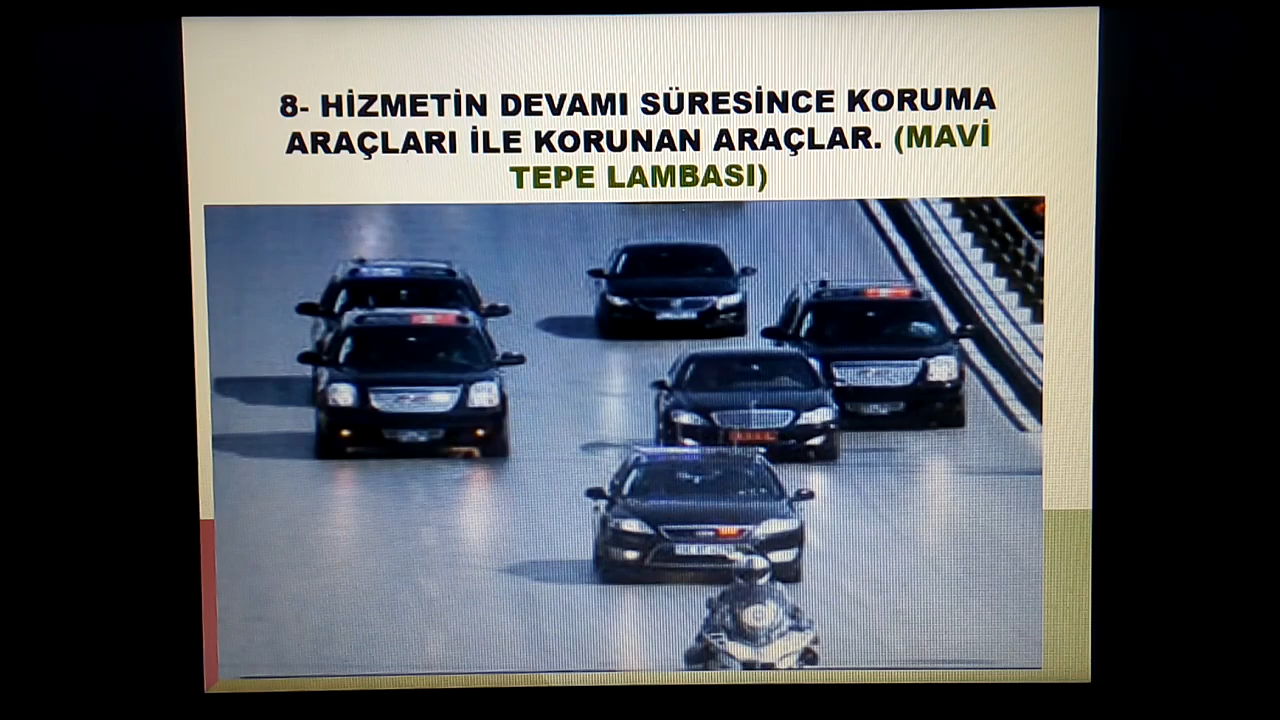 8- HİZMETİN DEVAMI SÜRESİNCE KORUMA
ARAÇLARI İLE KORUNAN ARAÇLAR. (MAVİ
TEPE LAMBASI)